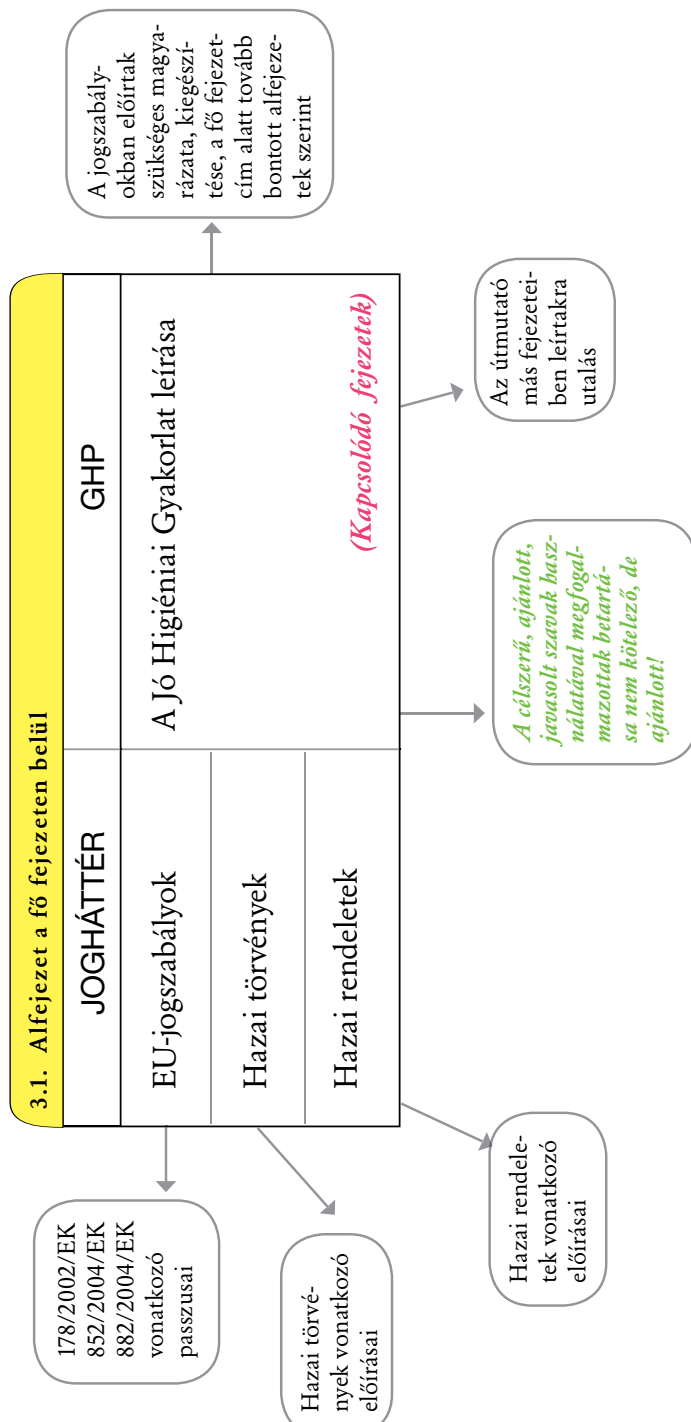 3.1. Alfejezet a fő fejezeten belül
JOGHÁTTÉR
GHP
EU-jogszabályok
Hazai törvények
Hazai rendeletek
A Jó Higiéniai Gyakorlat leírása
(Kapcsolódó fejezetek)
178/2002/EK
852/2004/EK
882/2004/EK
vonatkozó
passzusai
Hazai törvé-
nyek vonatkozó
előírásai
Hazai rendele-
tek vonatkozó
előírásai
A célszerű, ajánlott,
javasolt szavak hasz-
nálatával megfogal-
mazottak betartá-
sa nem kötelező, de
ajánlott!
Az útmutató
más fejezetei-
ben leírtakra
utalás
A jogszabály-
okban előírtak
szükséges magya-
rázata, kiegészí-
tése, a fő fejezet-
cím alatt tovább
bontott alfejeze-
tek szerint